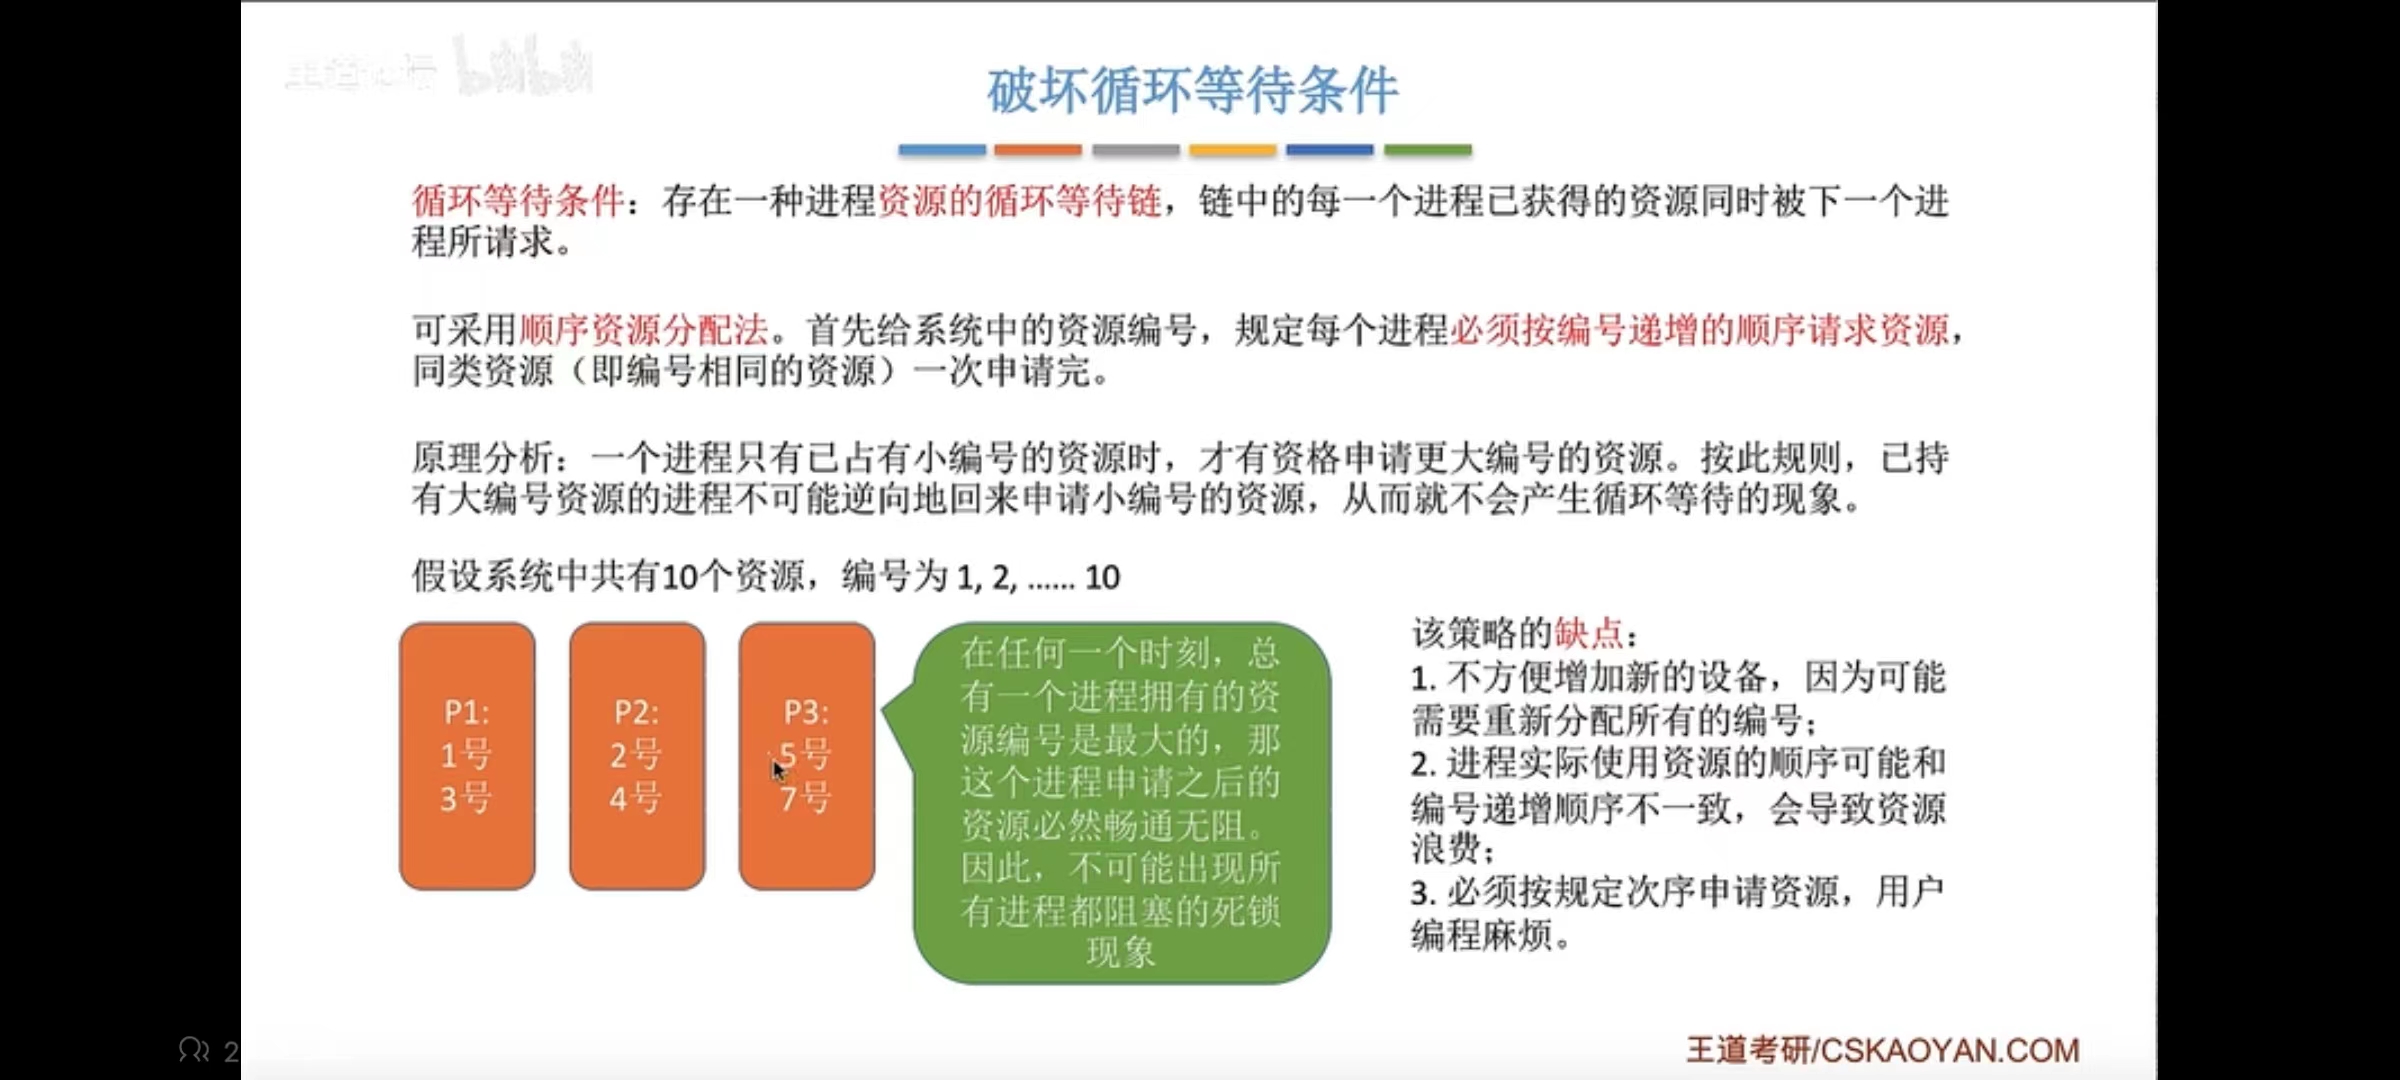 破坏循环等待条件
循环等待条件：存在一种进程资源的循环等待链，链中的每一个进程已获得的资源同时被下一个进
程所请求。
可采用顺序资源分配法。首先给系统中的资源编号，规定每个进程必须按编号递增的顺序请求资源，
同类资源（即编号相同的资源）一次申请完。
原理分析：一个进程只有已占有小编号的资源时，才有资格申请更大编号的资源。按此规则，已持
有大编号资源的进程不可能逆向地回来申请小编号的资源，从而就不会产生循环等待的现象。
假设系统中共有10个资源，编号为 1, 2, …… 10
P1:
1号
3号
P2:
2号
4号
P3:
5号
7号
在任何一个时刻，总
有一个进程拥有的资
源编号是最大的，那
这个进程申请之后的
资源必然畅通无阻。
因此，不可能出现所
有进程都阻塞的死锁
现象
该策略的缺点：
1. 不方便增加新的设备，因为可能
需要重新分配所有的编号；
2. 进程实际使用资源的顺序可能和
编号递增顺序不一致，会导致资源
浪费；
3. 必须按规定次序申请资源，用户
编程麻烦。
2
王道考研/CSKAOYAN.COM